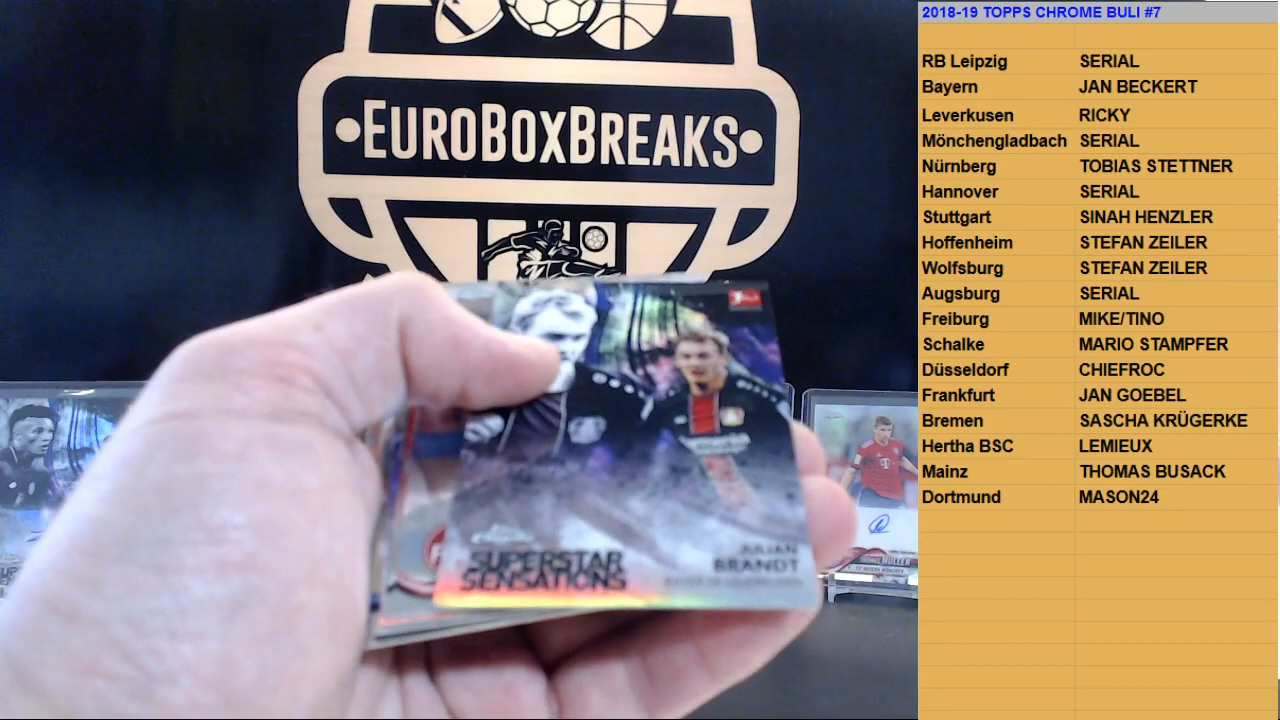 EUROBOXBREAKS
SUPERSTAR
SENSATIONS
JULIAN
BRANDT
THOMAS MÜLLER
2018-19 TOPPS CHROME BULI #7
RB Leipzig SERIAL
Bayern JAN BECKERT
Leverkusen RICKY
Mönchengladbach SERIAL
Nürnberg TOBIAS STETTNER
Hannover SERIAL
Stuttgart SINAH HENZLER
Hoffenheim STEFAN ZEILER
Wolfsburg STEFAN ZEILER
Augsburg SERIAL
Freiburg MIKE/TINO
Schalke MARIO STAMPFER
Düsseldorf CHIEFROC
Frankfurt JAN GOEBEL
Bremen SASCHA KRÜGERKE
Hertha BSC LEMIEUX
Mainz THOMAS BUSACK
Dortmund MASON24